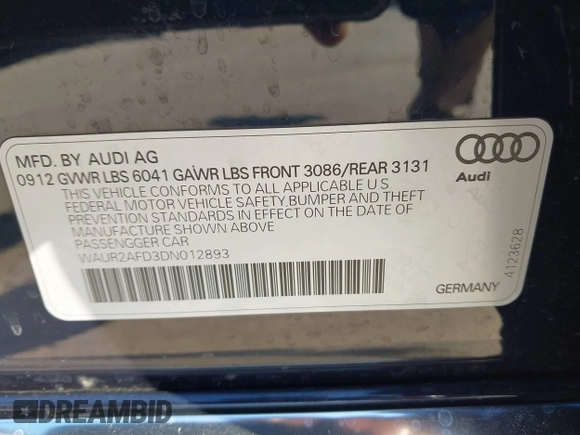 MFD. BY AUDI AG
0912 GVWR LBS 6041 GAWR LBS FRONT 3086/REAR 3131
THIS VEHICLE CONFORMS TO ALL APPLICABLE U S
FEDERAL MOTOR VEHICLE SAFETY,BUMPER AND THEFT
PREVENTION STANDARDS IN EFFECT ON THE DATE OF
MANUFACTURE SHOWN ABOVE
PASSENGGER CAR
WAUR2AFD3DN012893
Audi
4123628
GERMANY
DREAMBID